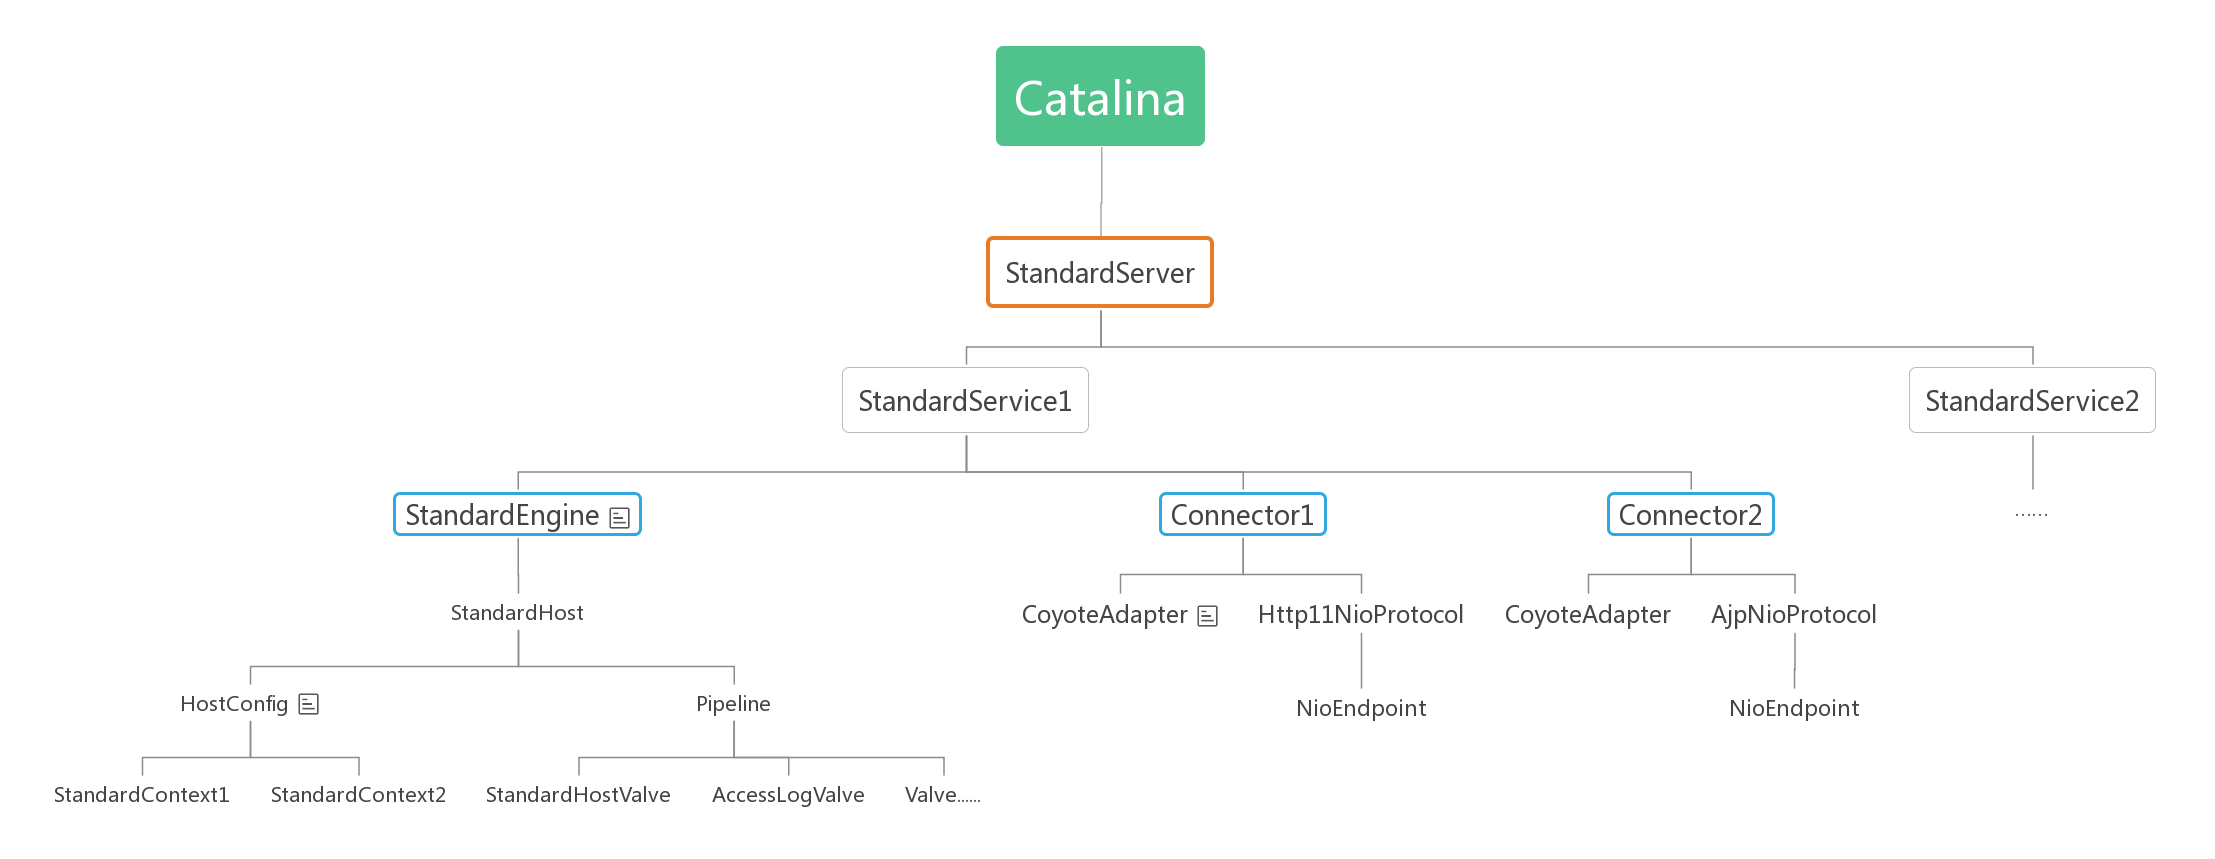 Catalina
StandardServer
StandardService1
StandardService2
StandardEngine
Connector1
Connector2
......
StandardHost
CoyoteAdapter
Http11NioProtocol
CoyoteAdapter
AjpNioProtocol
HostConfig
Pipeline
NioEndpoint
NioEndpoint
StandardContext1
StandardContext2
StandardHostValve
AccessLogValve
Valve......